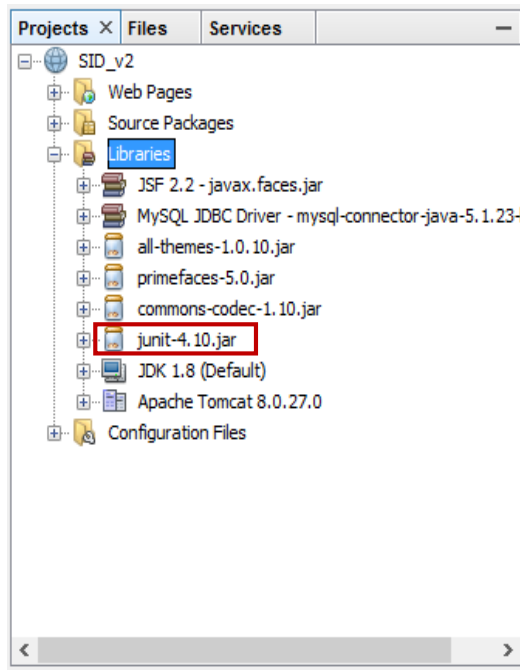 Projects × Files Services
SID_v2
Web Pages
Source Packages
Libraries
JSF 2.2 - javax.faces.jar
MySQL JDBC Driver - mysql-connector-java-5.1.23-
all-themes-1.0.10.jar
primefaces-5.0.jar
commons-codec-1.10.jar
junit-4.10.jar
JDK 1.8 (Default)
Apache Tomcat 8.0.27.0
Configuration Files